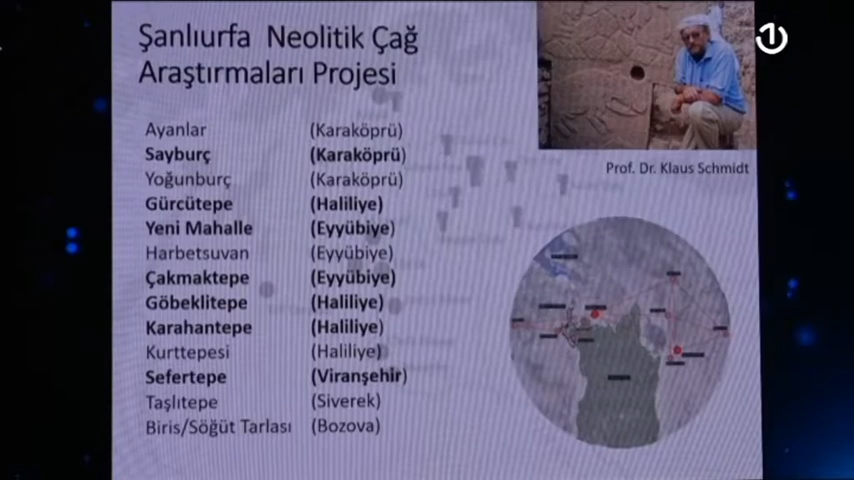 Şanlıurfa Neolitik Çağ
Araştırmaları Projesi
Prof. Dr. Klaus Schmidt
Ayanlar (Karaköprü)
Sayburç (Karaköprü)
Yoğunburç (Karaköprü)
Gürcütepe (Haliliye)
Yeni Mahalle (Eyyübiye)
Harbetsuvan (Eyyübiye)
Çakmaktepe (Eyyübiye)
Göbeklitepe (Haliliye)
Karahantepe (Haliliye)
Kurttepesi (Haliliye)
Sefertepe (Viranşehir)
Taşlıtepe (Siverek)
Biris/Söğüt Tarlası (Bozova)